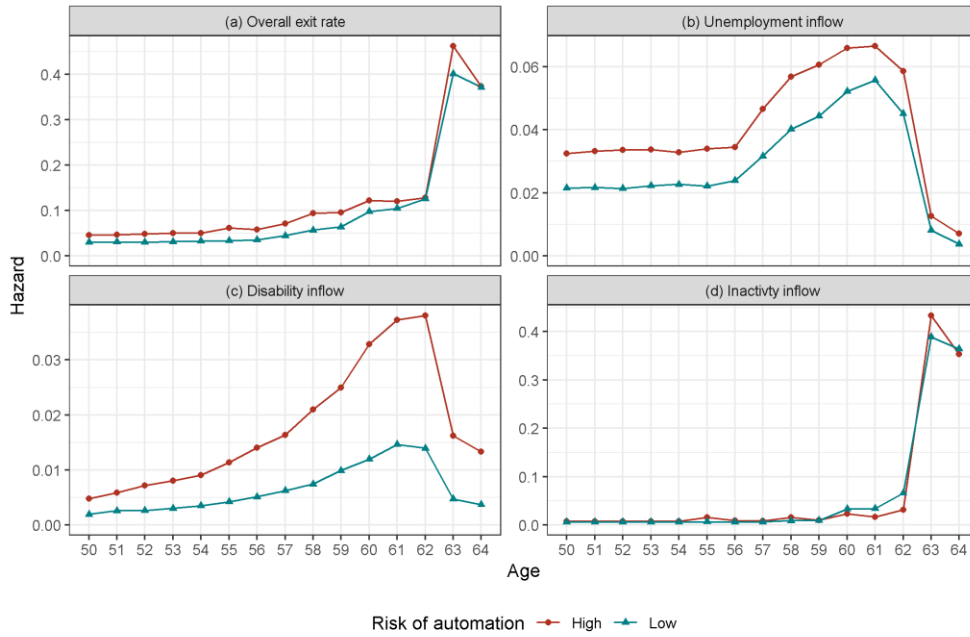 (a) Overall exit rate
(b) Unemployment inflow
0.4
0.3
0.2
0.1
0.0
0.06
0.04
0.02
0.00
Hazard
(c) Disability inflow
(d) Inactivty inflow
0.03
0.02
0.01
0.00
0.4
0.3
0.2
0.1
0.0
50 51 52 53 54 55 56 57 58 59 60 61 62 63 64
50 51 52 53 54 55 56 57 58 59 60 61 62 63 64
Age
Risk of automation High Low